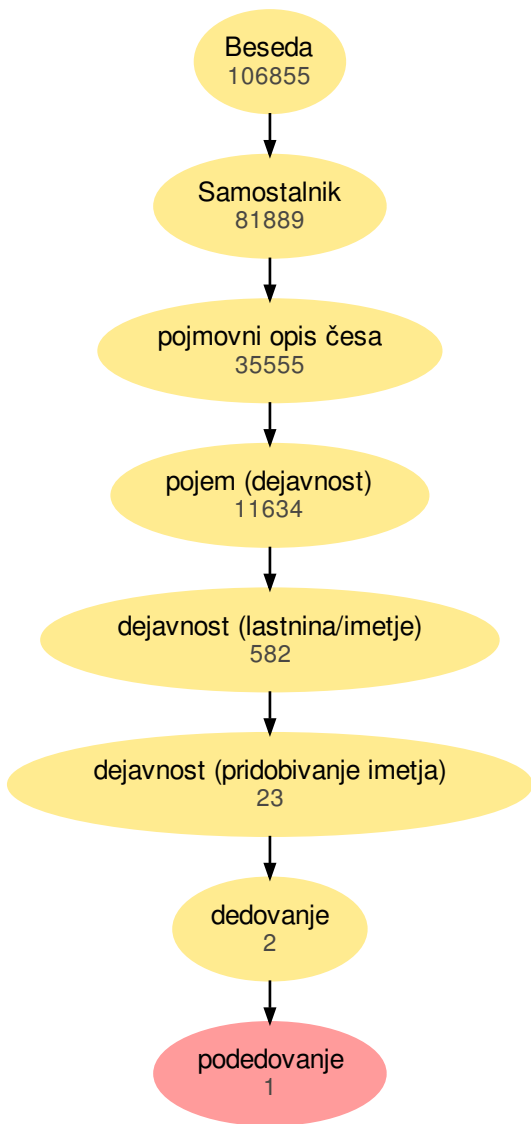 Beseda
106855
Samostalnik
81889
pojmovni opis česa
35555
pojem (dejavnost)
11634
dejavnost (lastnina/imetje)
582
dejavnost (pridobivanje imetja)
23
dedovanje
2
podedovanje
1